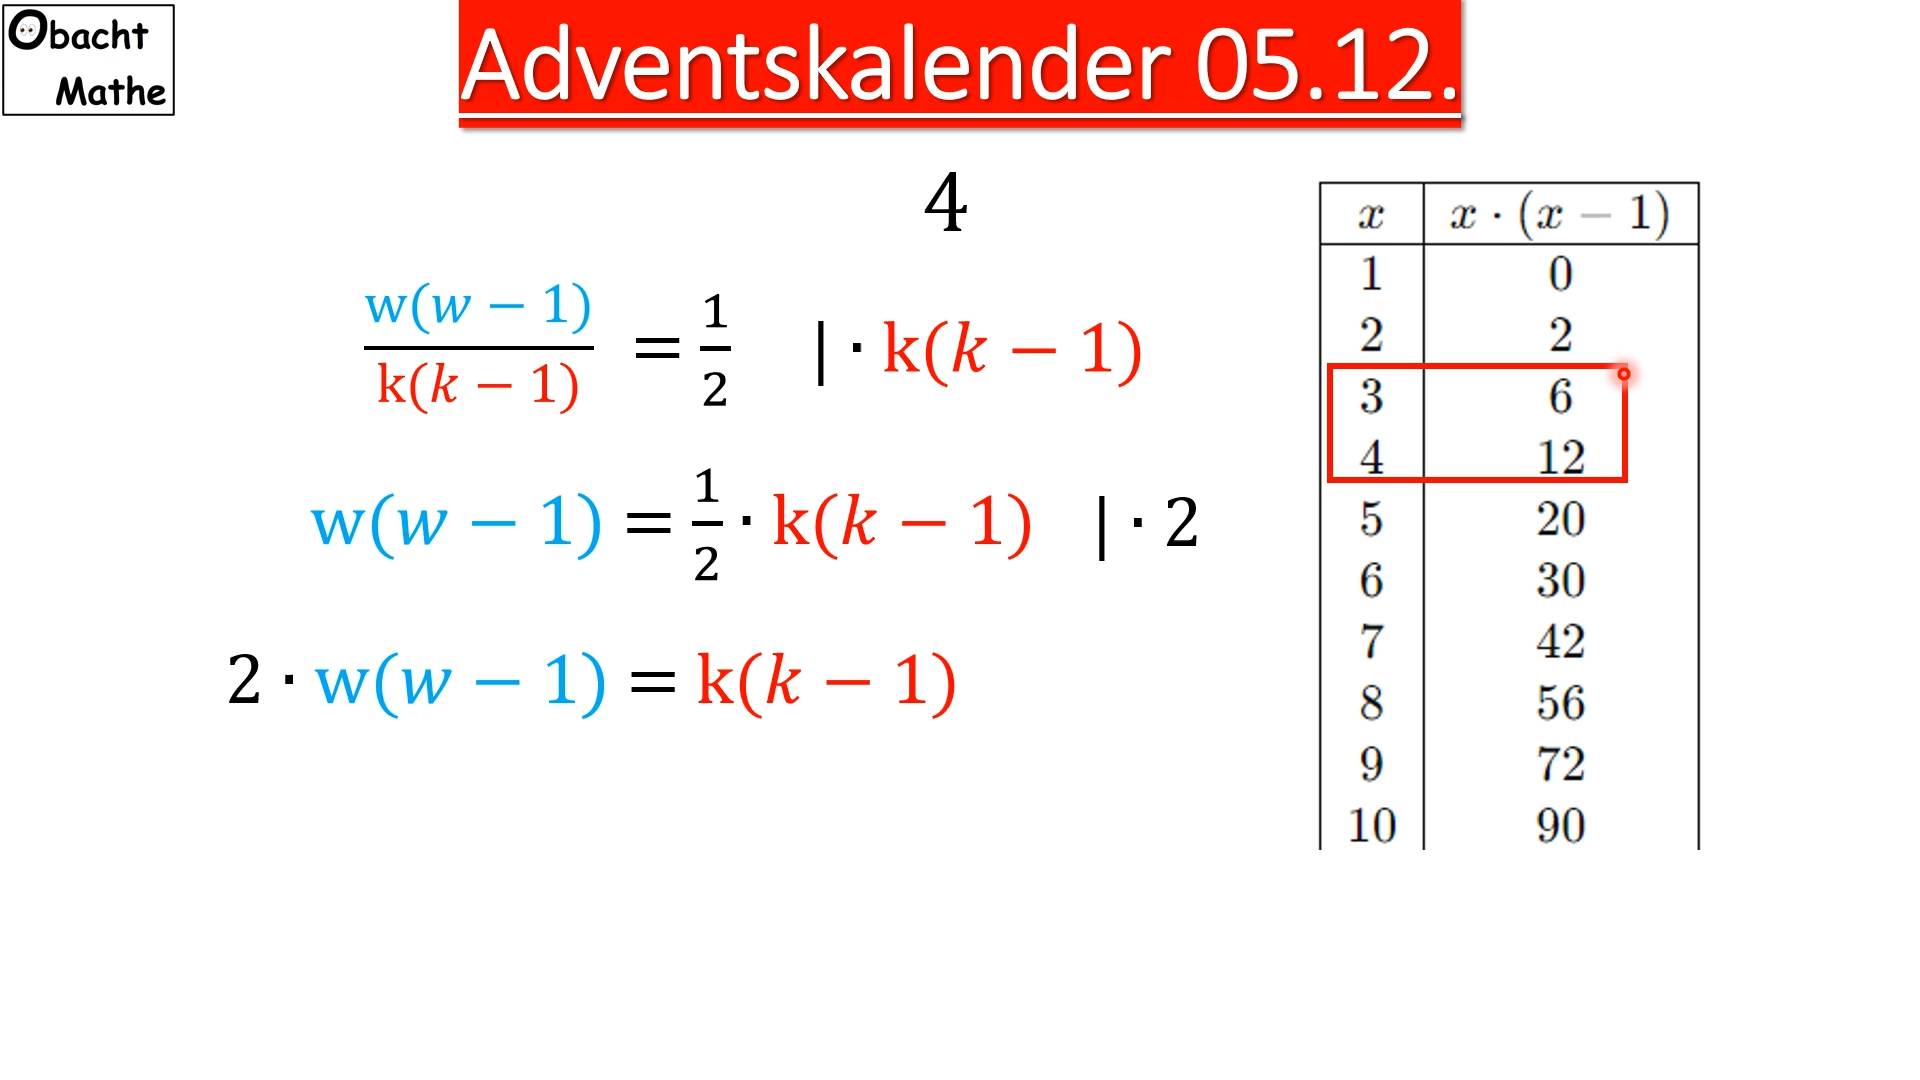 Obacht
Mathe
Adventskalender 05.12.
4
w(w − 1)/k(k − 1) = 1/2 | · k(k − 1)
w(w − 1) = 1/2 · k(k − 1) | · 2
2 · w(w − 1) = k(k − 1)
x x · (x − 1)
1 0
2 2
3 6
4 12
5 20
6 30
7 42
8 56
9 72
10 90